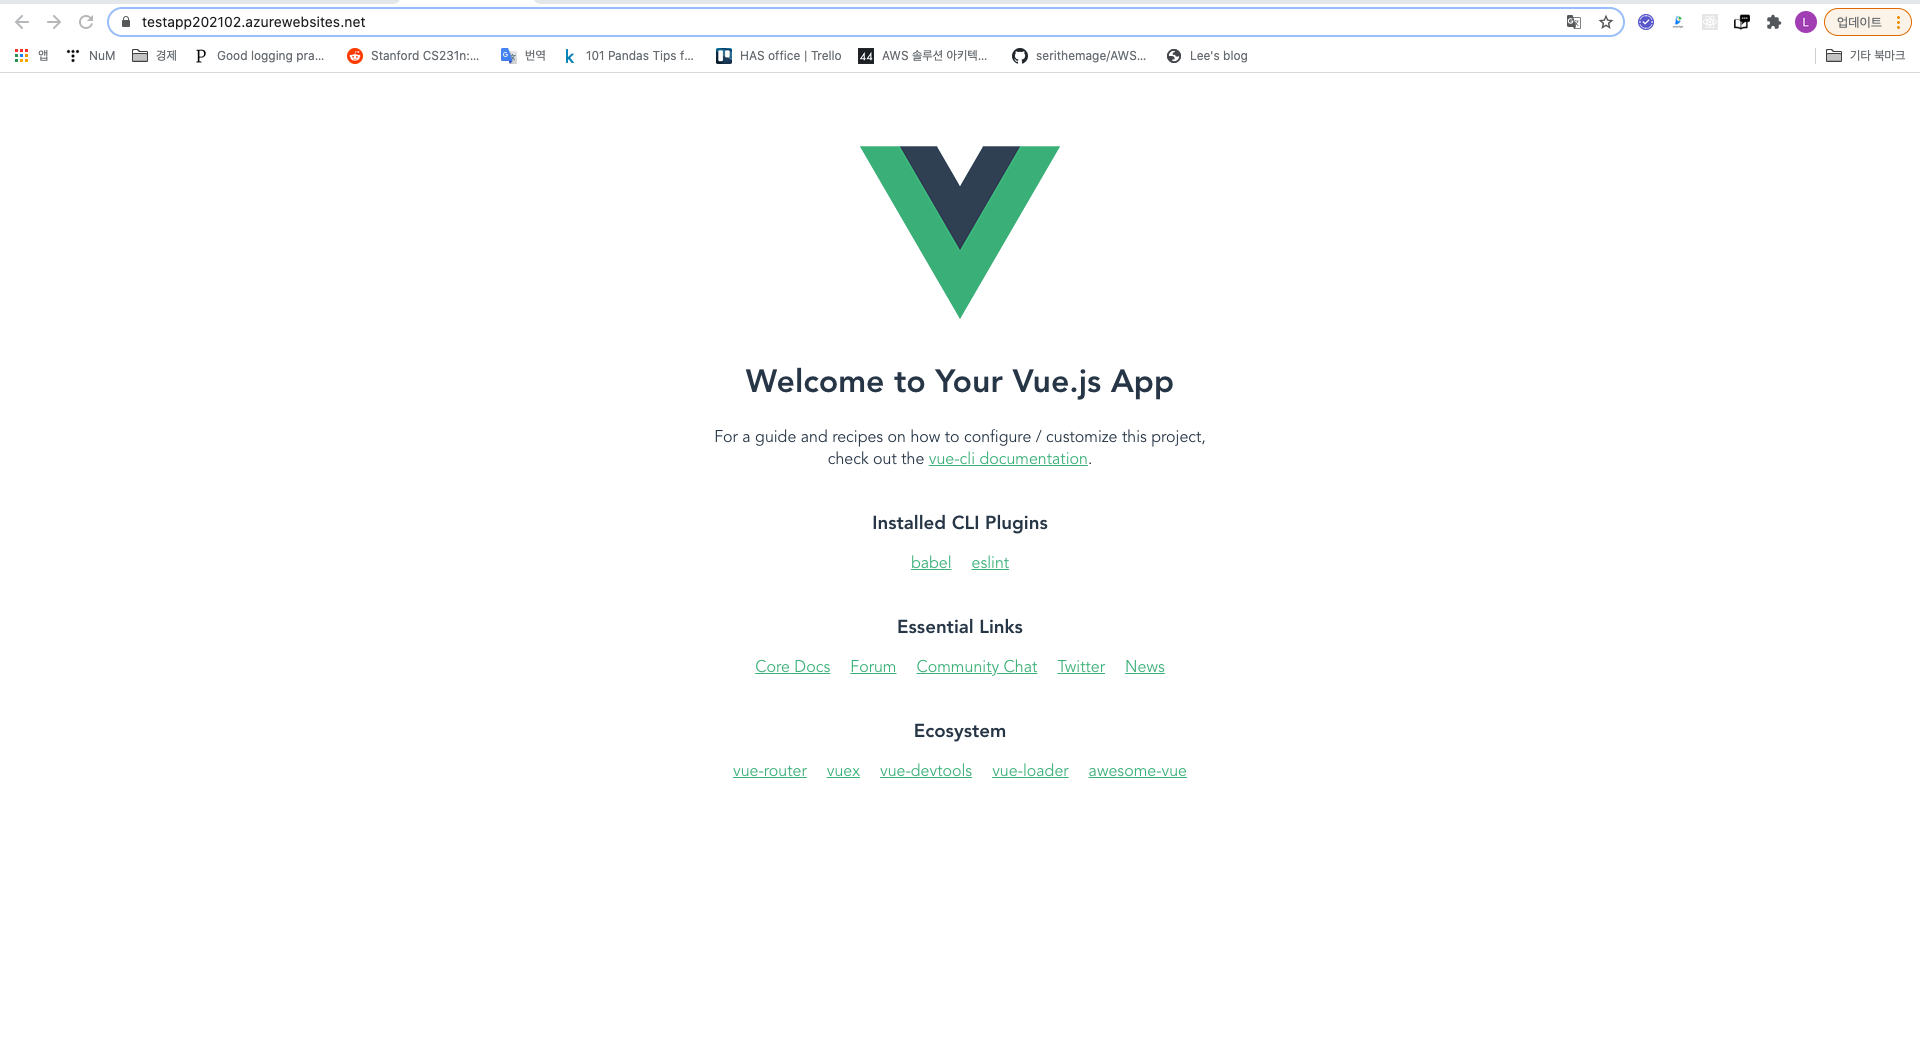 testapp202102.azurewebsites.net
L
업데이트
앱
NuM
경제
P
Good logging pra...
Stanford CS231n:...
번역
k
101 Pandas Tips f...
HAS office | Trello
44
AWS 솔루션 아키텍...
serithemage/AWS...
Lee's blog
기타 북마크
Welcome to Your Vue.js App
For a guide and recipes on how to configure / customize this project,
check out the vue-cli documentation.
Installed CLI Plugins
babel eslint
Essential Links
Core Docs Forum Community Chat Twitter News
Ecosystem
vue-router vuex vue-devtools vue-loader awesome-vue